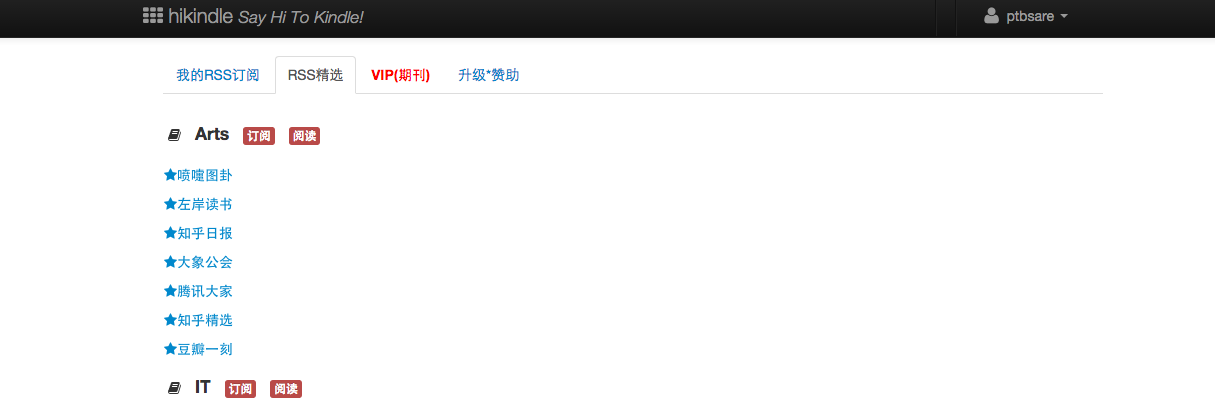 hikindle Say Hi To Kindle! ptbsare
我的RSS订阅 RSS精选 VIP(期刊) 升级*赞助
Arts 订阅 阅读
喷嚏图卦
左岸读书
知乎日报
大象公会
腾讯大家
知乎精选
豆瓣一刻
IT 订阅 阅读